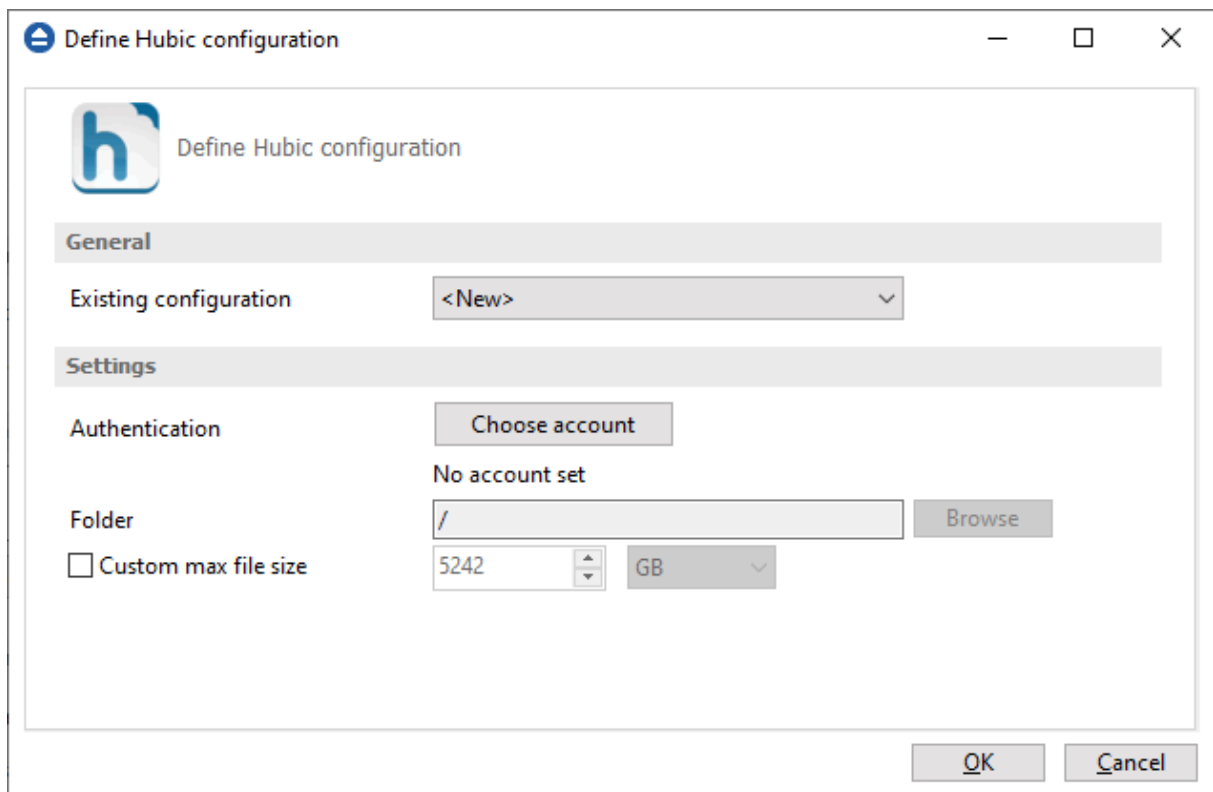 Define Hubic configuration
Define Hubic configuration
General
Existing configuration <New>
Settings
Authentication Choose account
No account set
Folder / Browse
Custom max file size 5242 GB
OK Cancel